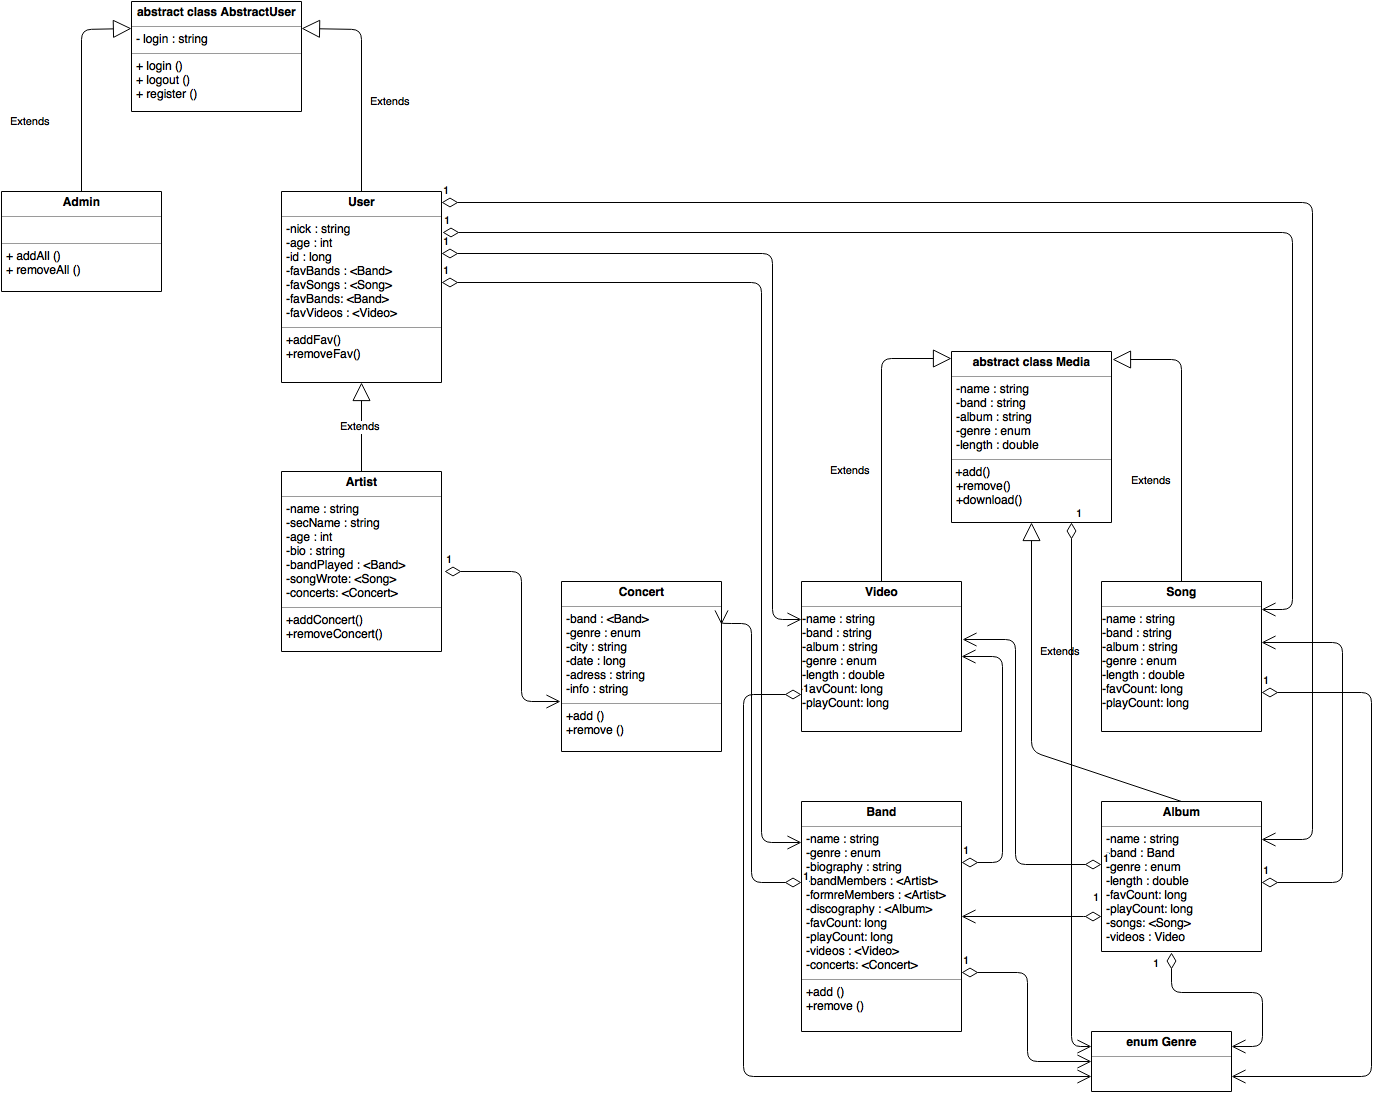 abstract class AbstractUser
- login : string
+ login ()
+ logout ()
+ register ()
Extends
Extends
Admin
+ addAll ()
+ removeAll ()
User
-nick : string
-age : int
-id : long
-favBands : <Band>
-favSongs : <Song>
-favBands: <Band>
-favVideos : <Video>
+addFav()
+removeFav()
1
1
1
1
Extends
Artist
-name : string
-secName : string
-age : int
-bio : string
-bandPlayed : <Band>
-songWrote: <Song>
-concerts: <Concert>
+addConcert()
+removeConcert()
1
Concert
-band : <Band>
-genre : enum
-city : string
-date : long
-adress : string
-info : string
+add ()
+remove ()
abstract class Media
-name : string
-band : string
-album : string
-genre : enum
-length : double
+add()
+remove()
+download()
1
Extends
Extends
Extends
Video
-name : string
-band : string
-album : string
-genre : enum
-length : double
1avCount: long
-playCount: long
Song
-name : string
-band : string
-album : string
-genre : enum
-length : double
-favCount: long
-playCount: long
1
Band
-name : string
-genre : enum
-biography : string
1
bandMembers : <Artist>
-formreMembers : <Artist>
-discography : <Album>
-favCount: long
-playCount: long
-videos : <Video>
-concerts: <Concert>
+add ()
+remove ()
1
1
Album
-name : string
1
band : Band
-genre : enum
-length : double
-favCount: long
-playCount: long
-songs: <Song>
-videos : Video
1
1
1
enum Genre